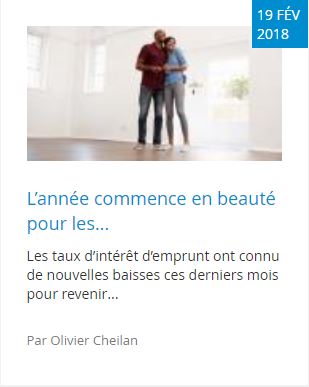 19 FÉV
2018
L’année commence en beauté
pour les...
Les taux d’intérêt d’emprunt ont connu
de nouvelles baisses ces derniers mois
pour revenir...
Par Olivier Cheilan